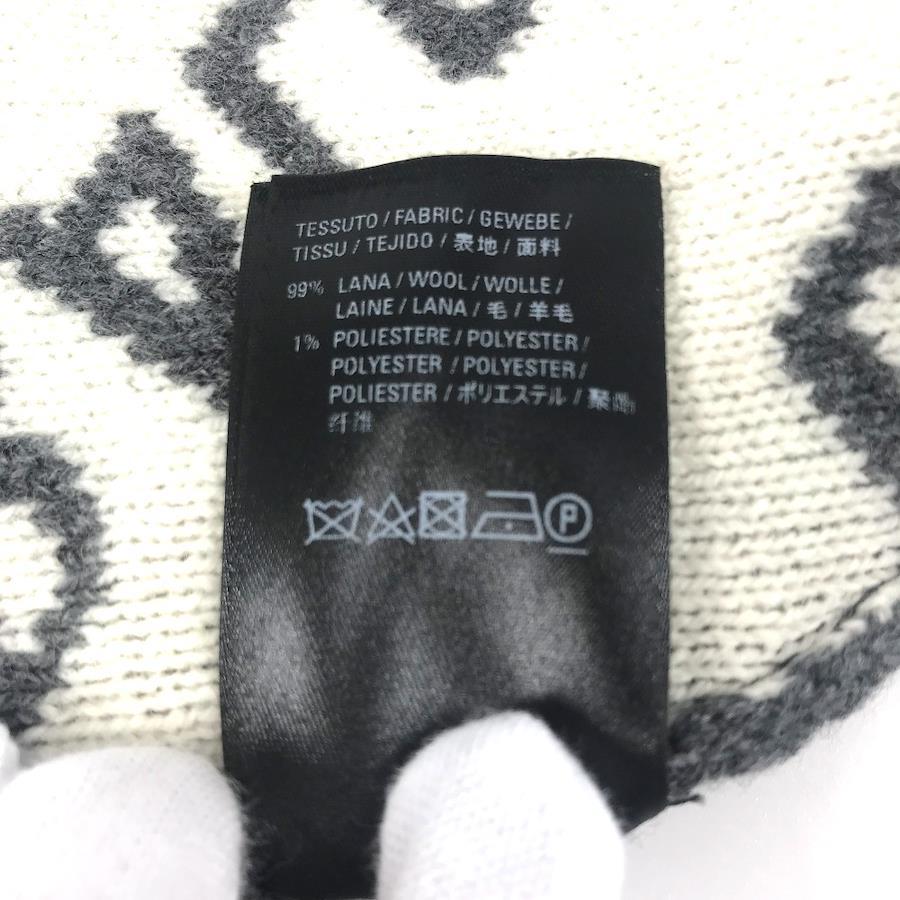 TESSUTO / FABRIC / GEWEBE /
TISSU / TEJIDO / 表地 / 面料
99% LANA / WOOL / WOLLE /
LAINE / LANA / 毛 / 羊毛
1% POLIESTERE / POLYESTER /
POLYESTER / POLYESTER /
POLIESTER / ポリエステル / 聚酯
纤维
P